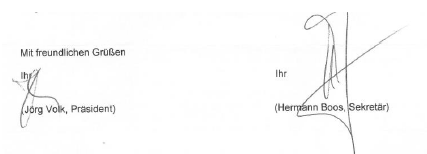 Mit freundlichen Grüßen
Ihr Ihr
(Jörg Volk, Präsident) (Hermann Boos, Sekretär)